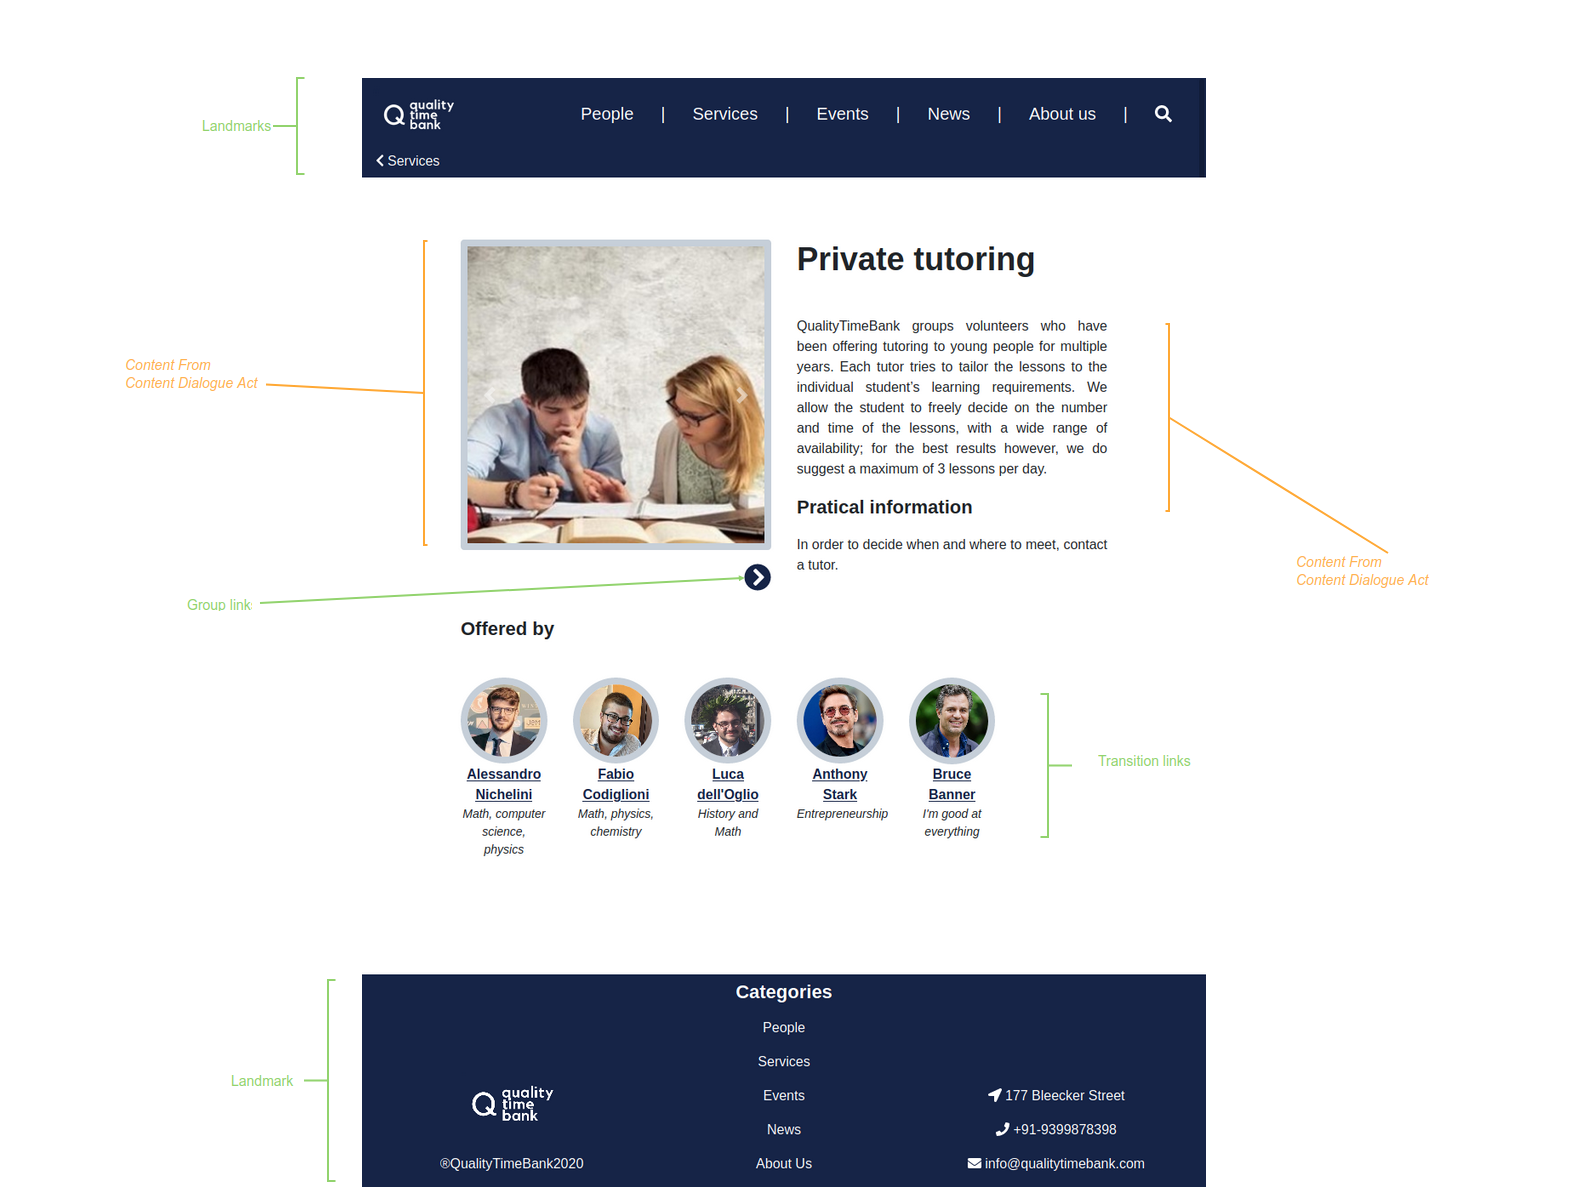 Landmarks
quality
time
bank
People | Services | Events | News | About us |
Services
Private tutoring
QualityTimeBank groups volunteers who have
been offering tutoring to young people for multiple
years. Each tutor tries to tailor the lessons to the
individual student's learning requirements. We
allow the student to freely decide on the number
and time of the lessons, with a wide range of
availability; for the best results however, we do
suggest a maximum of 3 lessons per day.
Content From
Content Dialogue Act
Pratical information
In order to decide when and where to meet, contact
a tutor.
Content From
Content Dialogue Act
Group link
Offered by
Alessandro
Nichelini
Math, computer
science,
physics
Fabio
Codiglioni
Math, physics,
chemistry
Luca
dell'Oglio
History and
Math
Anthony
Stark
Entrepreneurship
Bruce
Banner
I'm good at
everything
Transition links
Landmark
Categories
People
Services
Events
News
About Us
quality
time
bank
®QualityTimeBank2020
177 Bleecker Street
+91-9399878398
info@qualitytimebank.com